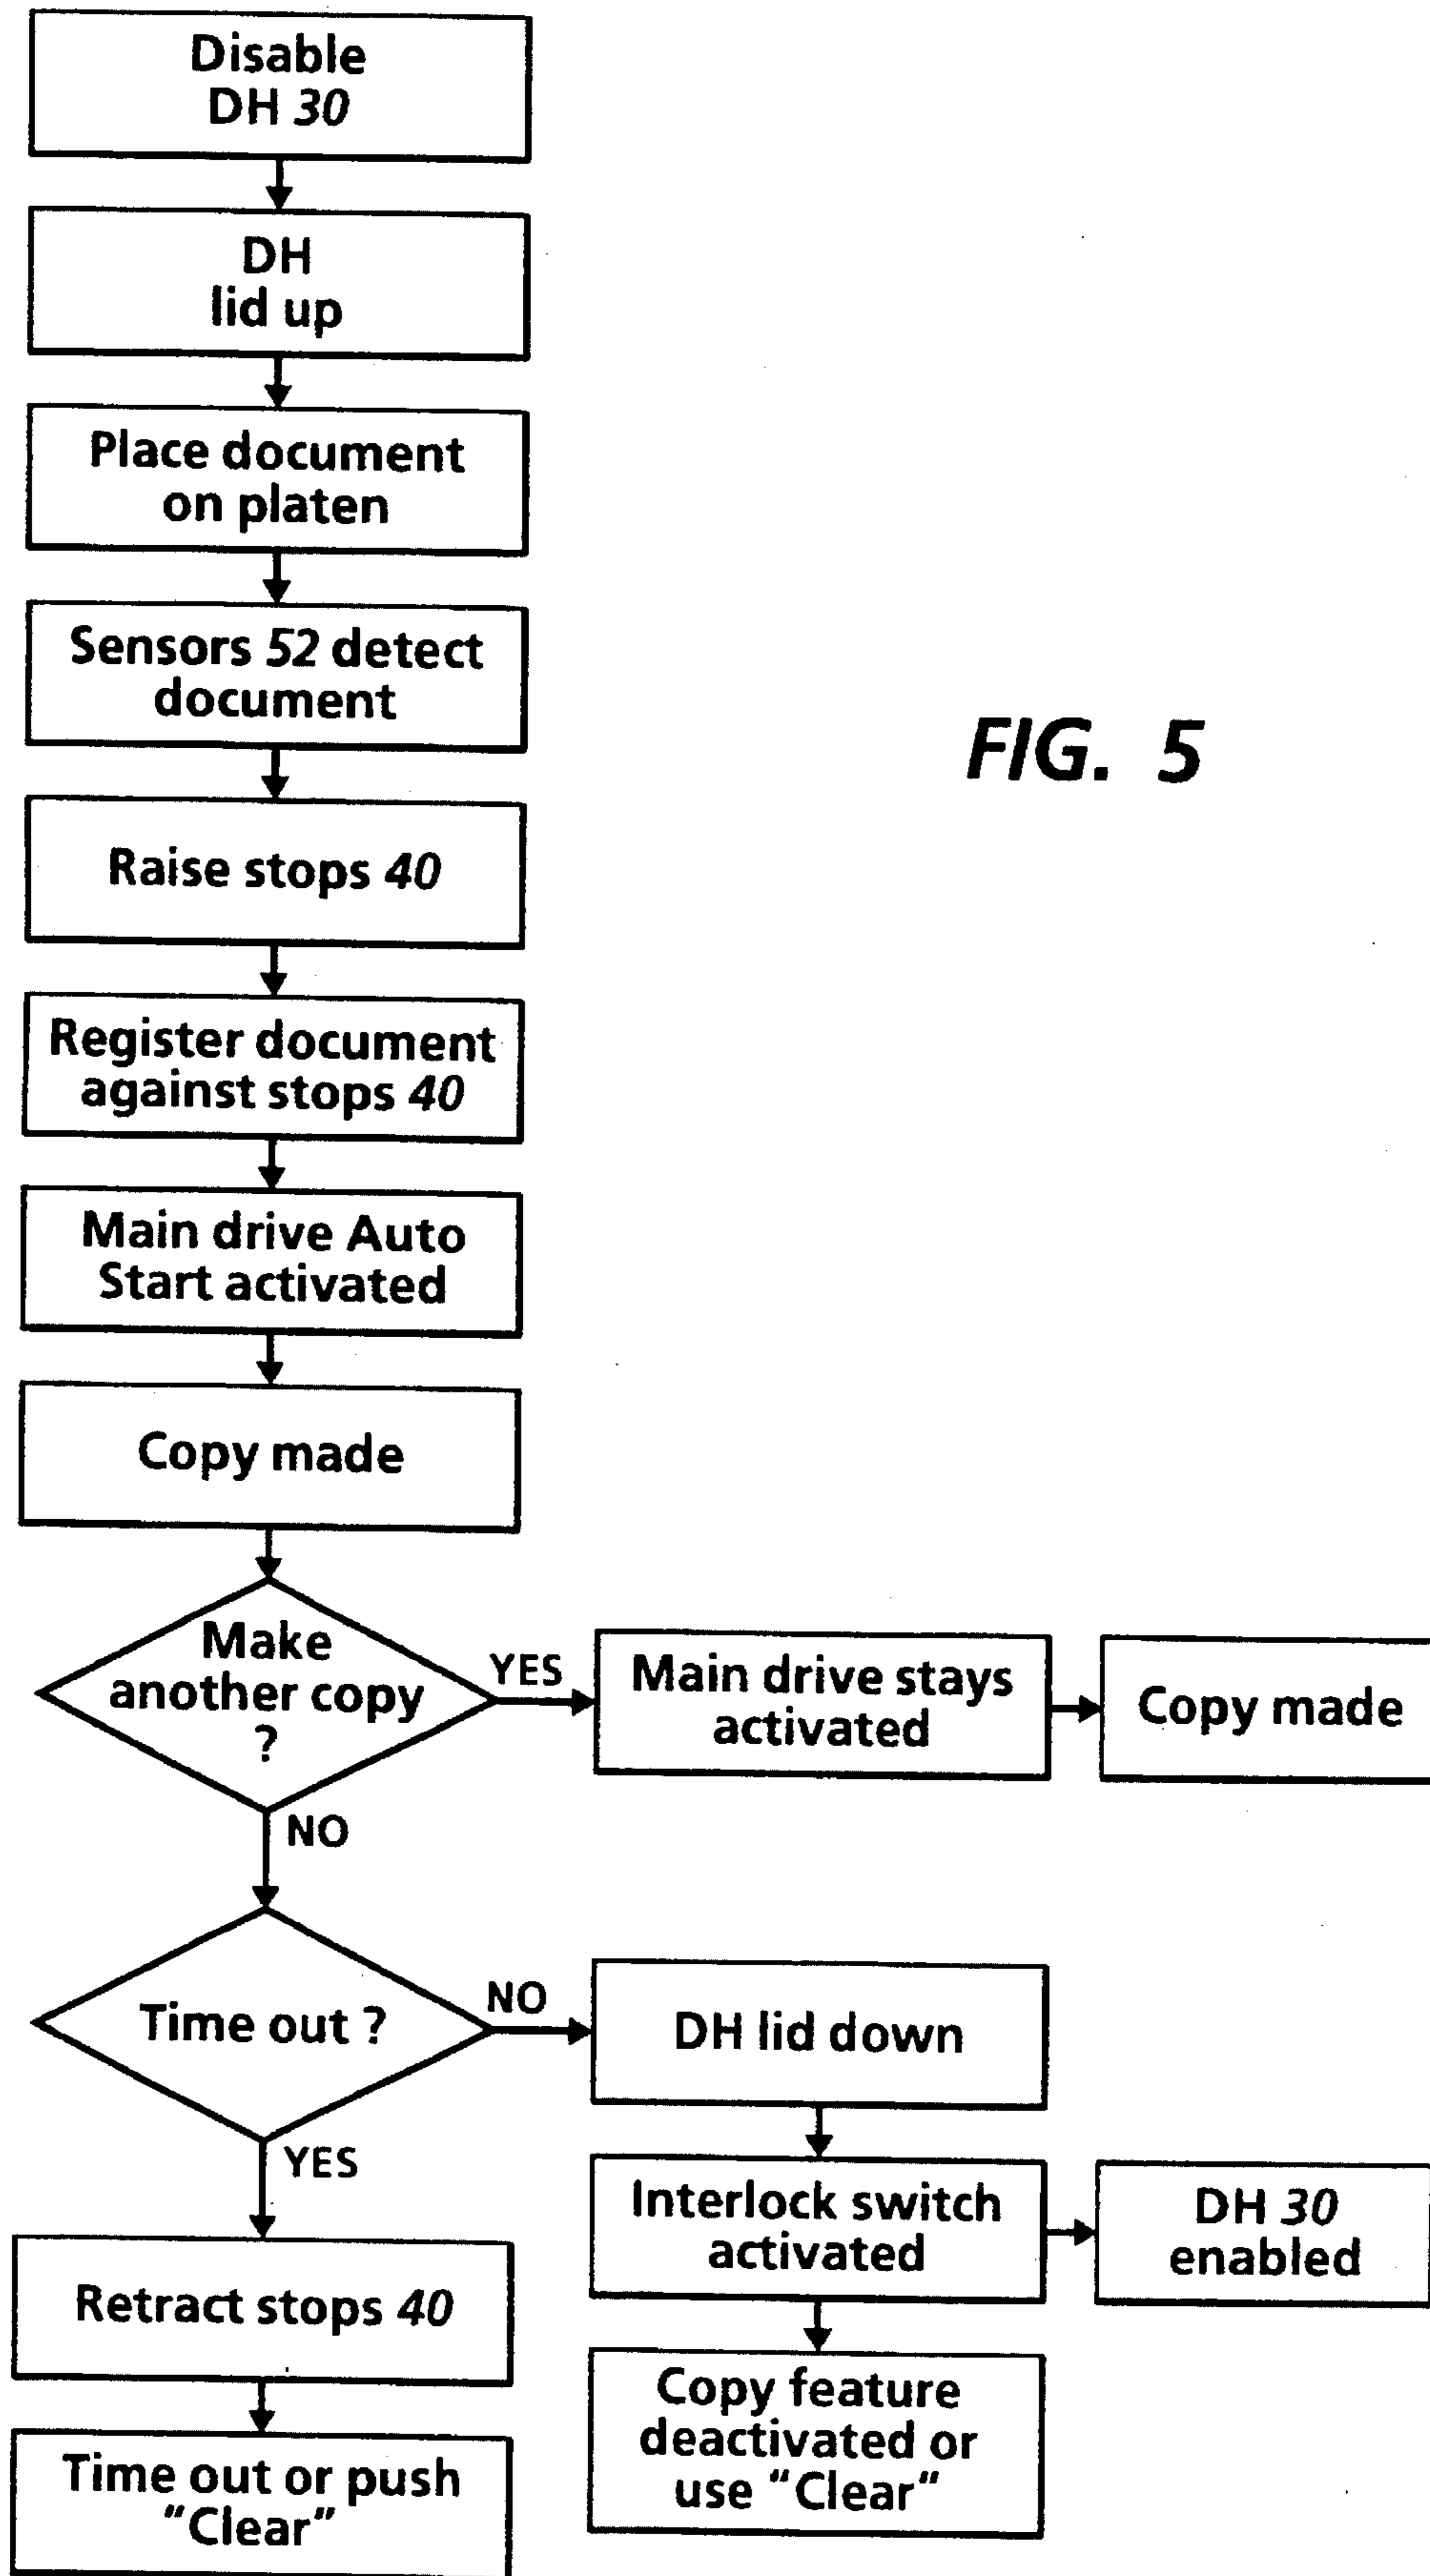 Disable
DH 30
DH
lid up
Place document
on platen
Sensors 52 detect
document
FIG. 5
Raise stops 40
Register document
against stops 40
Main drive Auto
Start activated
Copy made
Make
another copy
?
YES
Main drive stays
activated
Copy made
NO
Time out ?
NO
DH lid down
YES
Interlock switch
activated
DH 30
enabled
Retract stops 40
Copy feature
deactivated or
use "Clear"
Time out or push
"Clear"